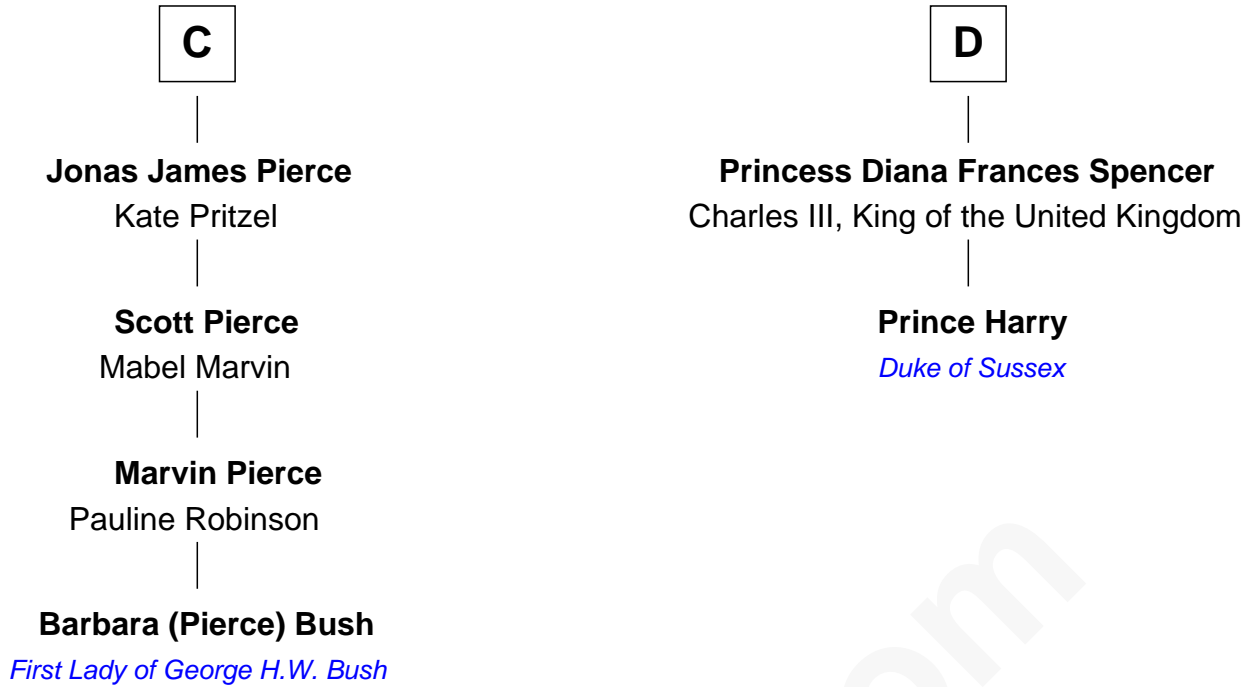 C
Jonas James Pierce
Kate Pritzel
Scott Pierce
Mabel Marvin
Marvin Pierce
Pauline Robinson
Barbara (Pierce) Bush
First Lady of George H.W. Bush
D
Princess Diana Frances Spencer
Charles III, King of the United Kingdom
Prince Harry
Duke of Sussex
om